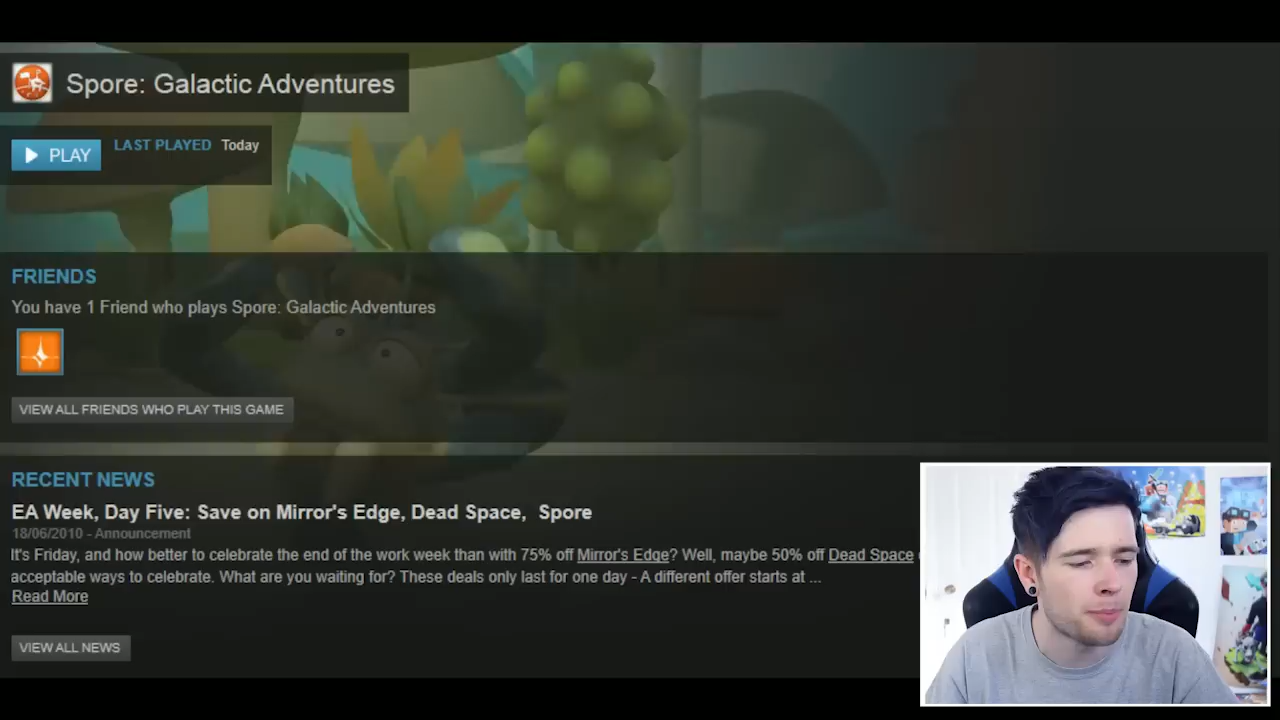 Spore: Galactic Adventures
PLAY
LAST PLAYED Today
FRIENDS
You have 1 Friend who plays Spore: Galactic Adventures
VIEW ALL FRIENDS WHO PLAY THIS GAME
RECENT NEWS
EA Week, Day Five: Save on Mirror's Edge, Dead Space, Spore
18/06/2010 - Announcement
It's Friday, and how better to celebrate the end of the work week than with 75% off Mirror's Edge? Well, maybe 50% off Dead Space
acceptable ways to celebrate. What are you waiting for? These deals only last for one day - A different offer starts at ...
Read More
VIEW ALL NEWS